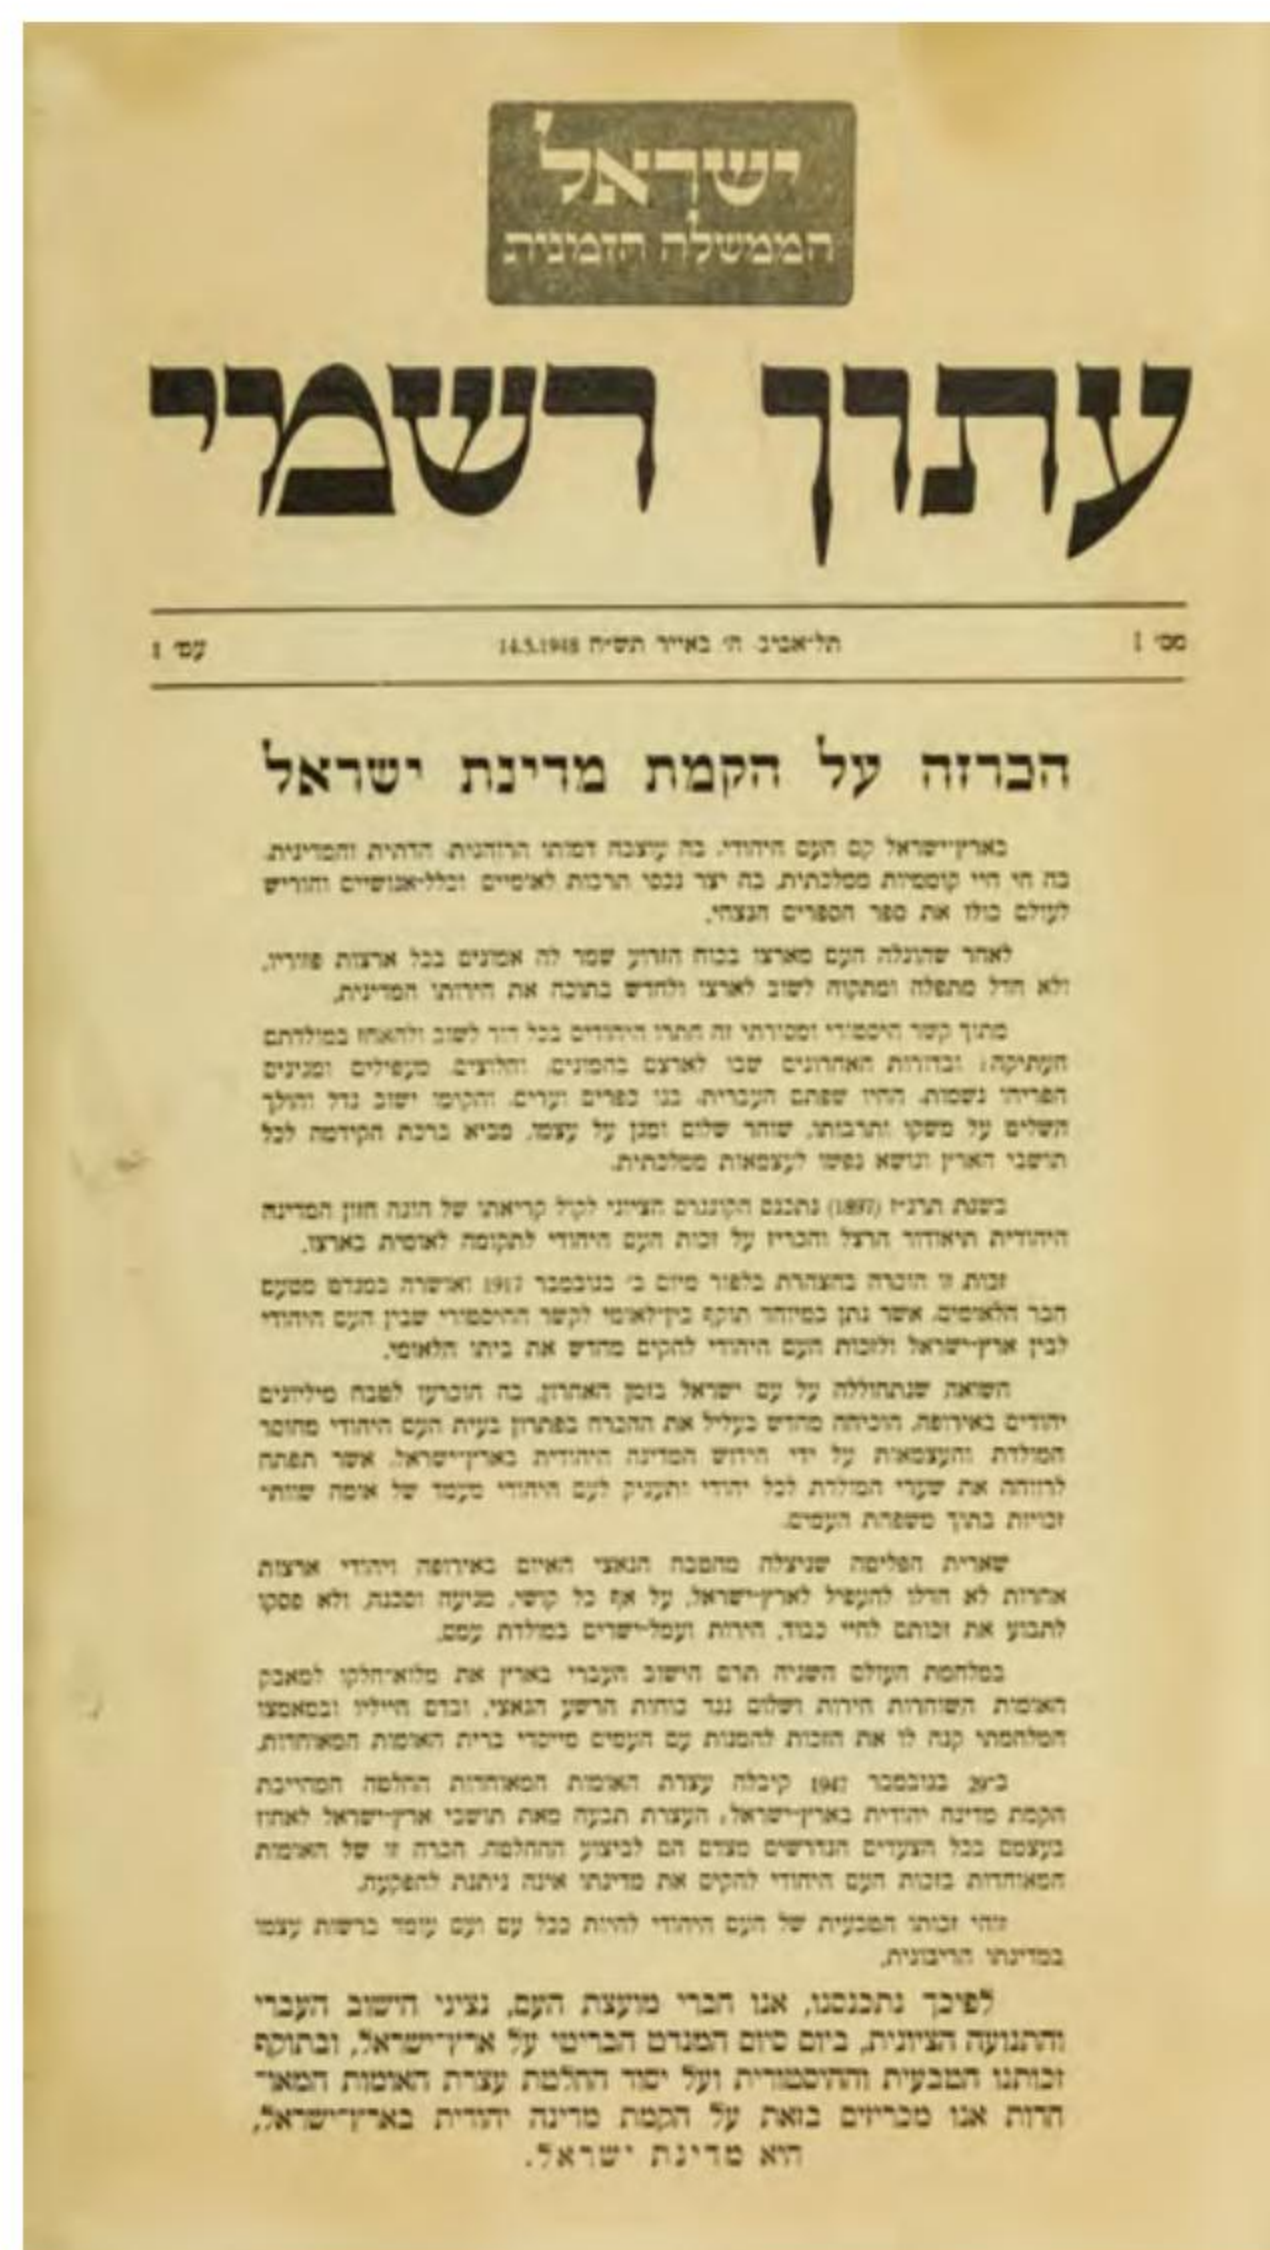 ישראל
הממשלה הזמנית
עתון רשמי
מס׳ 1
תל־אביב, ה׳ באייר תש״ח 14.5.1948
עמ׳ 1
הכרזה על הקמת מדינת ישראל
בארץ־ישראל קם העם היהודי, בה עוצבה דמותו הרוחנית, הדתית והמדינית,
בה חי חיי קוממיות ממלכתית, בה יצר נכסי תרבות לאומיים וכלל־אנושיים והוריש
לעולם כולו את ספר הספרים הנצחי.
לאחר שהוגלה העם מארצו בכוח הזרוע שמר לה אמונים בכל ארצות פזוריו,
ולא חדל מתפלה ומתקוה לשוב לארצו ולחדש בתוכה את חירותו המדינית.
מתוך קשר היסטורי ומסורתי זה חתרו היהודים בכל דור לשוב ולהאחז במולדתם
העתיקה; ובדורות האחרונים שבו לארצם בהמונים, וחלוצים, מעפילים ומגינים
הפריחו נשמות, החיו שפתם העברית, בנו כפרים וערים, והקימו ישוב גדל והולך
השליט על משקו ותרבותו, שוחר שלום ומגן על עצמו, מביא ברכת הקידמה לכל
תושבי הארץ ונושא נפשו לעצמאות ממלכתית.
בשנת תרנ״ז (1897) נתכנס הקונגרס הציוני לקול קריאתו של הוגה חזון המדינה
היהודית תיאודור הרצל והכריז על זכות העם היהודי לתקומה לאומית בארצו.
זכות זו הוכרה בהצהרת בלפור מיום ב׳ בנובמבר 1917 ואושרה במנדט מטעם
חבר הלאומים, אשר נתן במיוחד תוקף בין־לאומי לקשר ההיסטורי שבין העם היהודי
לבין ארץ־ישראל ולזכות העם היהודי להקים מחדש את ביתו הלאומי.
השואה שנתחוללה על עם ישראל בזמן האחרון, בה הוכרעו לטבח מיליונים
יהודים באירופה, הוכיחה מחדש בעליל את ההכרח בפתרון בעית העם היהודי מחוסר
המולדת והעצמאות על ידי חידוש המדינה היהודית בארץ־ישראל, אשר תפתח
לרווחה את שערי המולדת לכל יהודי ותעניק לעם היהודי מעמד של אומה שוות־
זכויות בתוך משפחת העמים.
שארית הפליטה שניצלה מהטבח הנאצי האיום באירופה ויהודי ארצות
אחרות לא חדלו להעפיל לארץ־ישראל, על אף כל קושי, מניעה וסכנה, ולא פסקו
לתבוע את זכותם לחיי כבוד, חירות ועמל־ישרים במולדת עמם.
במלחמת העולם השניה תרם הישוב העברי בארץ את מלוא־חלקו למאבק
האומות השוחרות חירות ושלום נגד כוחות הרשע הנאצי, ובדם חייליו ובמאמצו
המלחמתי קנה לו את הזכות להמנות עם העמים מייסדי ברית האומות המאוחדות.
ב־29 בנובמבר 1947 קיבלה עצרת האומות המאוחדות החלטה המחייבת
הקמת מדינה יהודית בארץ־ישראל; העצרת תבעה מאת תושבי ארץ־ישראל לאחוז
בעצמם בכל הצעדים הנדרשים מצדם הם לביצוע ההחלטה. הכרה זו של האומות
המאוחדות בזכות העם היהודי להקים את מדינתו אינה ניתנת להפקעה.
זוהי זכותו הטבעית של העם היהודי להיות ככל עם ועם עומד ברשות עצמו
במדינתו הריבונית.
לפיכך נתכנסנו, אנו חברי מועצת העם, נציגי הישוב העברי
והתנועה הציונית, ביום סיום המנדט הבריטי על ארץ־ישראל, ובתוקף
זכותנו הטבעית וההיסטורית ועל יסוד החלטת עצרת האומות המאו־
חדות אנו מכריזים בזאת על הקמת מדינה יהודית בארץ־ישראל,
היא מדינת ישראל.